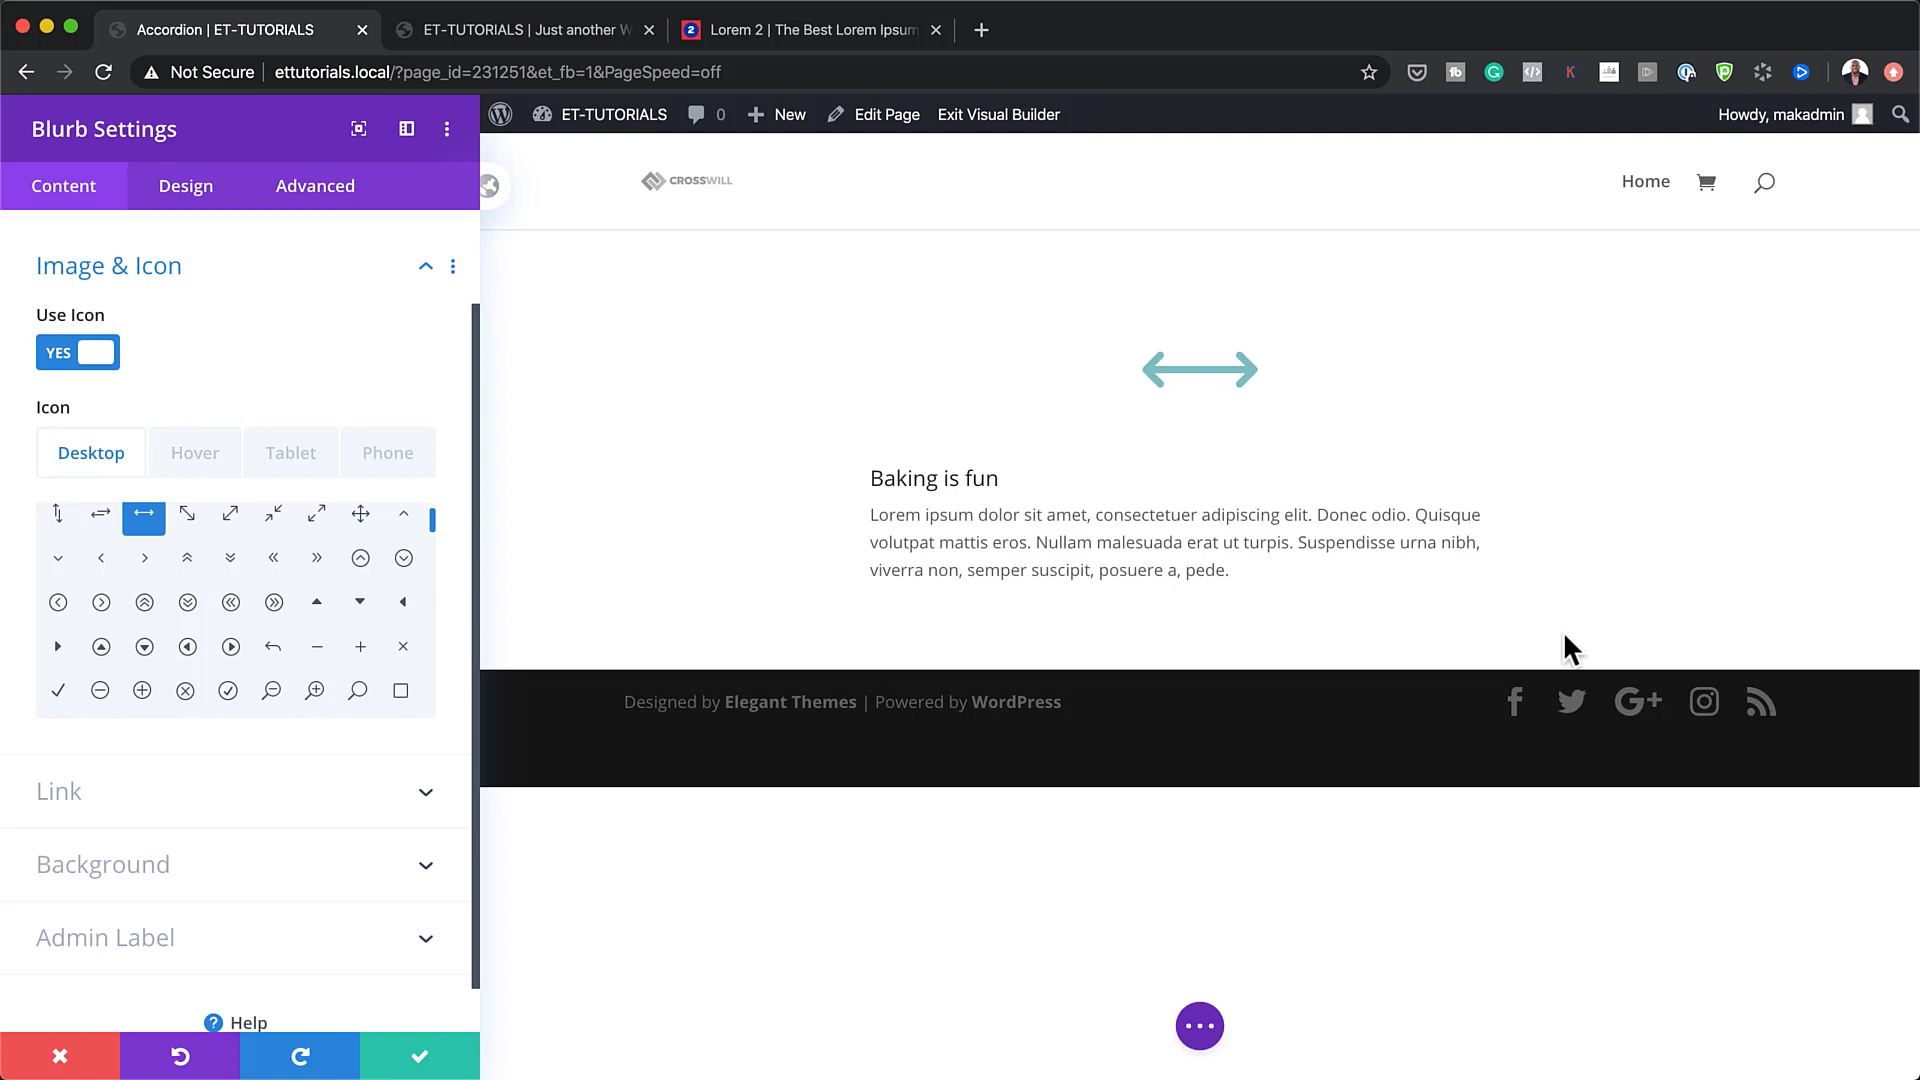 Accordion | ET-TUTORIALS
ET-TUTORIALS | Just another W
Lorem 2 | The Best Lorem Ipsum
Not Secure
ettutorials.local/?page_id=231251&et_fb=1&PageSpeed=off
Blurb Settings
ET-TUTORIALS
0
New
Edit Page
Exit Visual Builder
Howdy, makadmin
Content
Design
Advanced
CROSSWILL
Home
Image & Icon
Use Icon
YES
Icon
Desktop
Hover
Tablet
Phone
Baking is fun
Lorem ipsum dolor sit amet, consectetuer adipiscing elit. Donec odio. Quisque
volutpat mattis eros. Nullam malesuada erat ut turpis. Suspendisse urna nibh,
viverra non, semper suscipit, posuere a, pede.
Designed by Elegant Themes | Powered by WordPress
Link
Background
Admin Label
Help